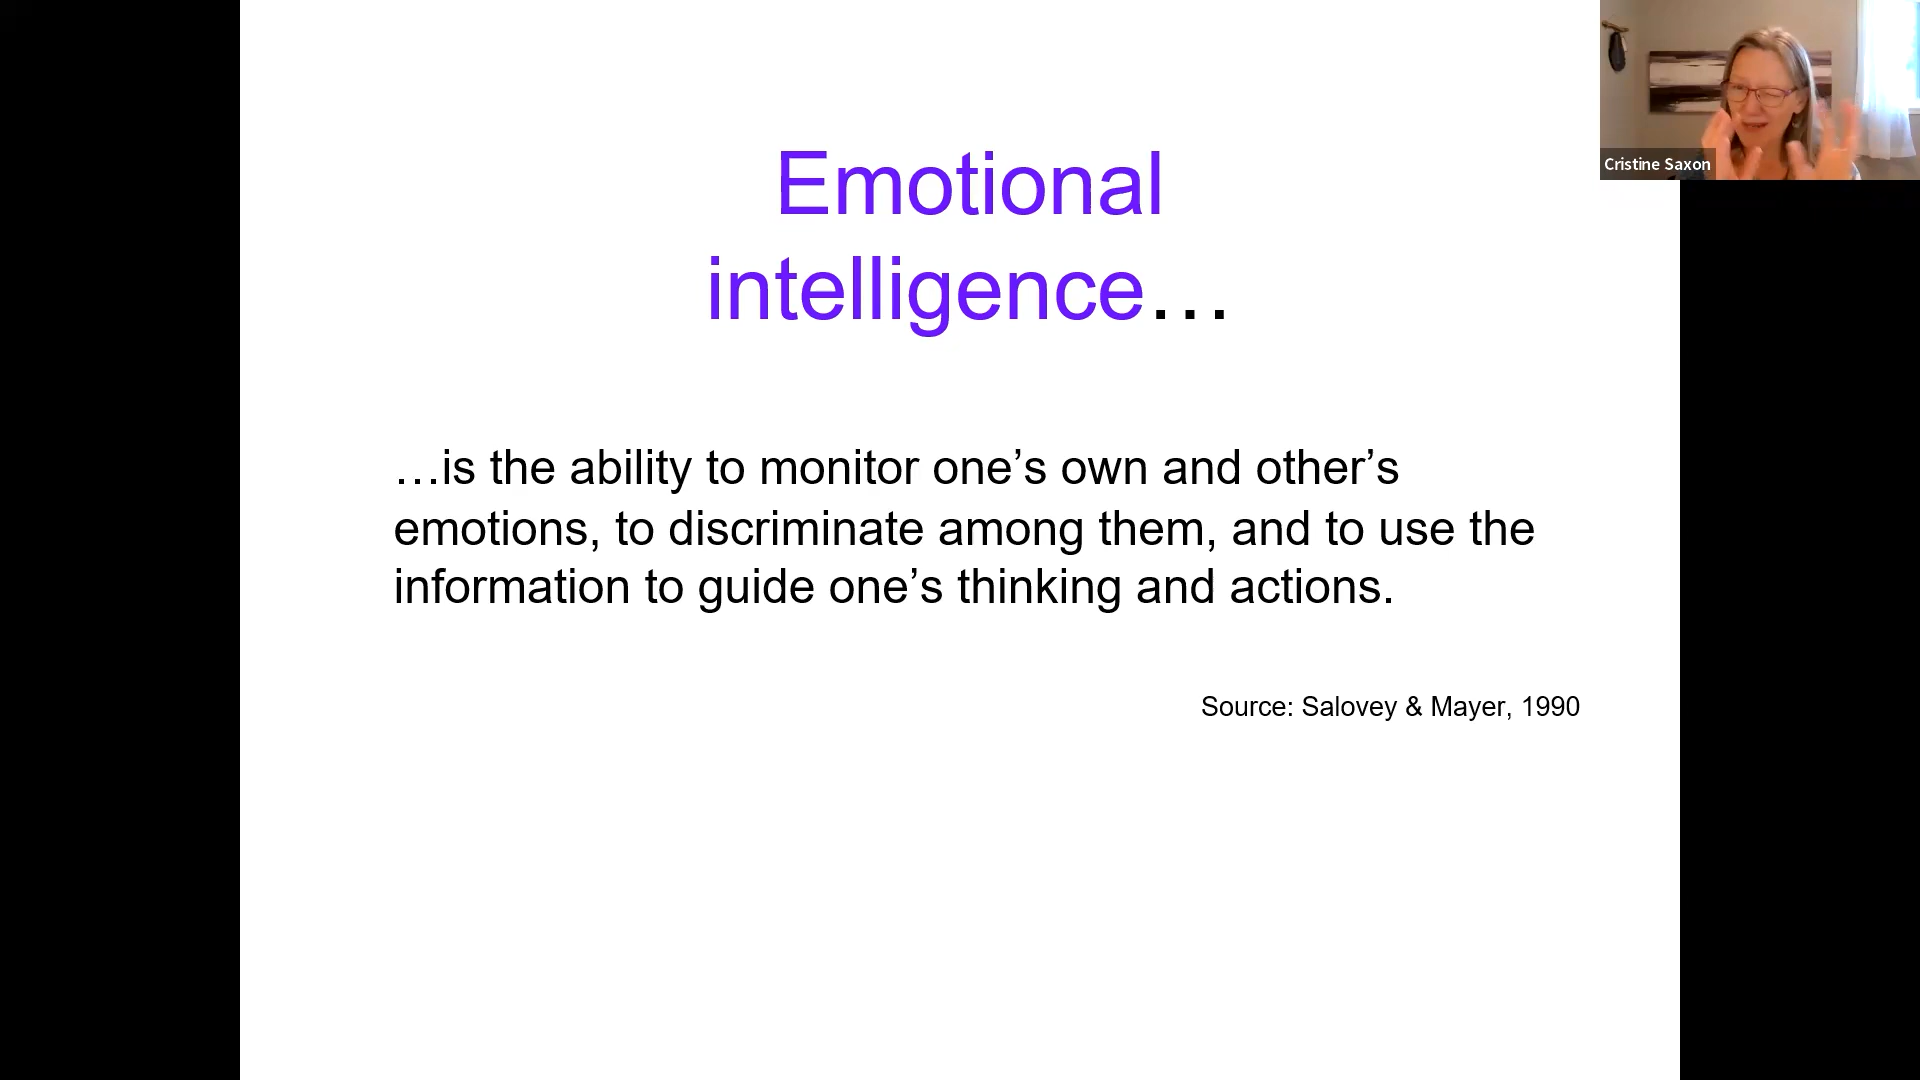 Emotional
intelligence…
…is the ability to monitor one’s own and other’s
emotions, to discriminate among them, and to use the
information to guide one’s thinking and actions.
Source: Salovey & Mayer, 1990
Cristine Saxon